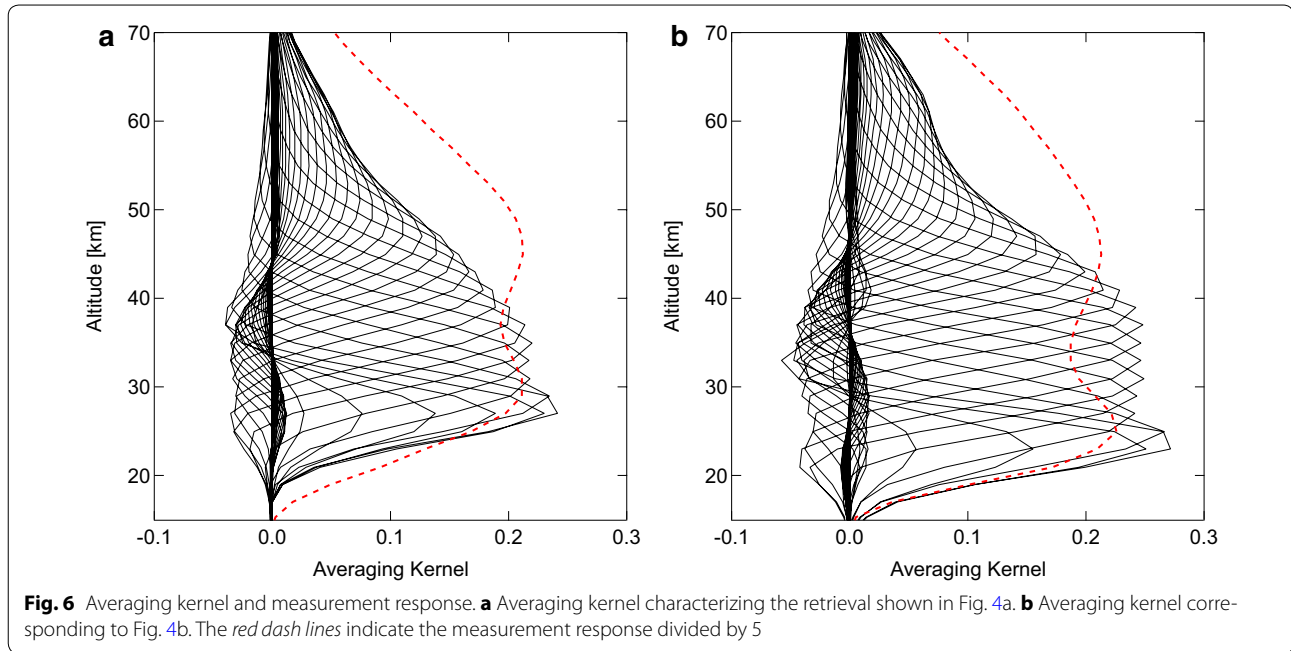 a
70
60
50
40
30
20
Altitude [km]
-0.1
0.0
0.1
0.2
0.3
Averaging Kernel
b
70
60
50
40
30
20
Altitude [km]
-0.1
0.0
0.1
0.2
0.3
Averaging Kernel
Fig. 6 Averaging kernel and measurement response. a Averaging kernel characterizing the retrieval shown in Fig. 4a. b Averaging kernel corre-
sponding to Fig. 4b. The red dash lines indicate the measurement response divided by 5